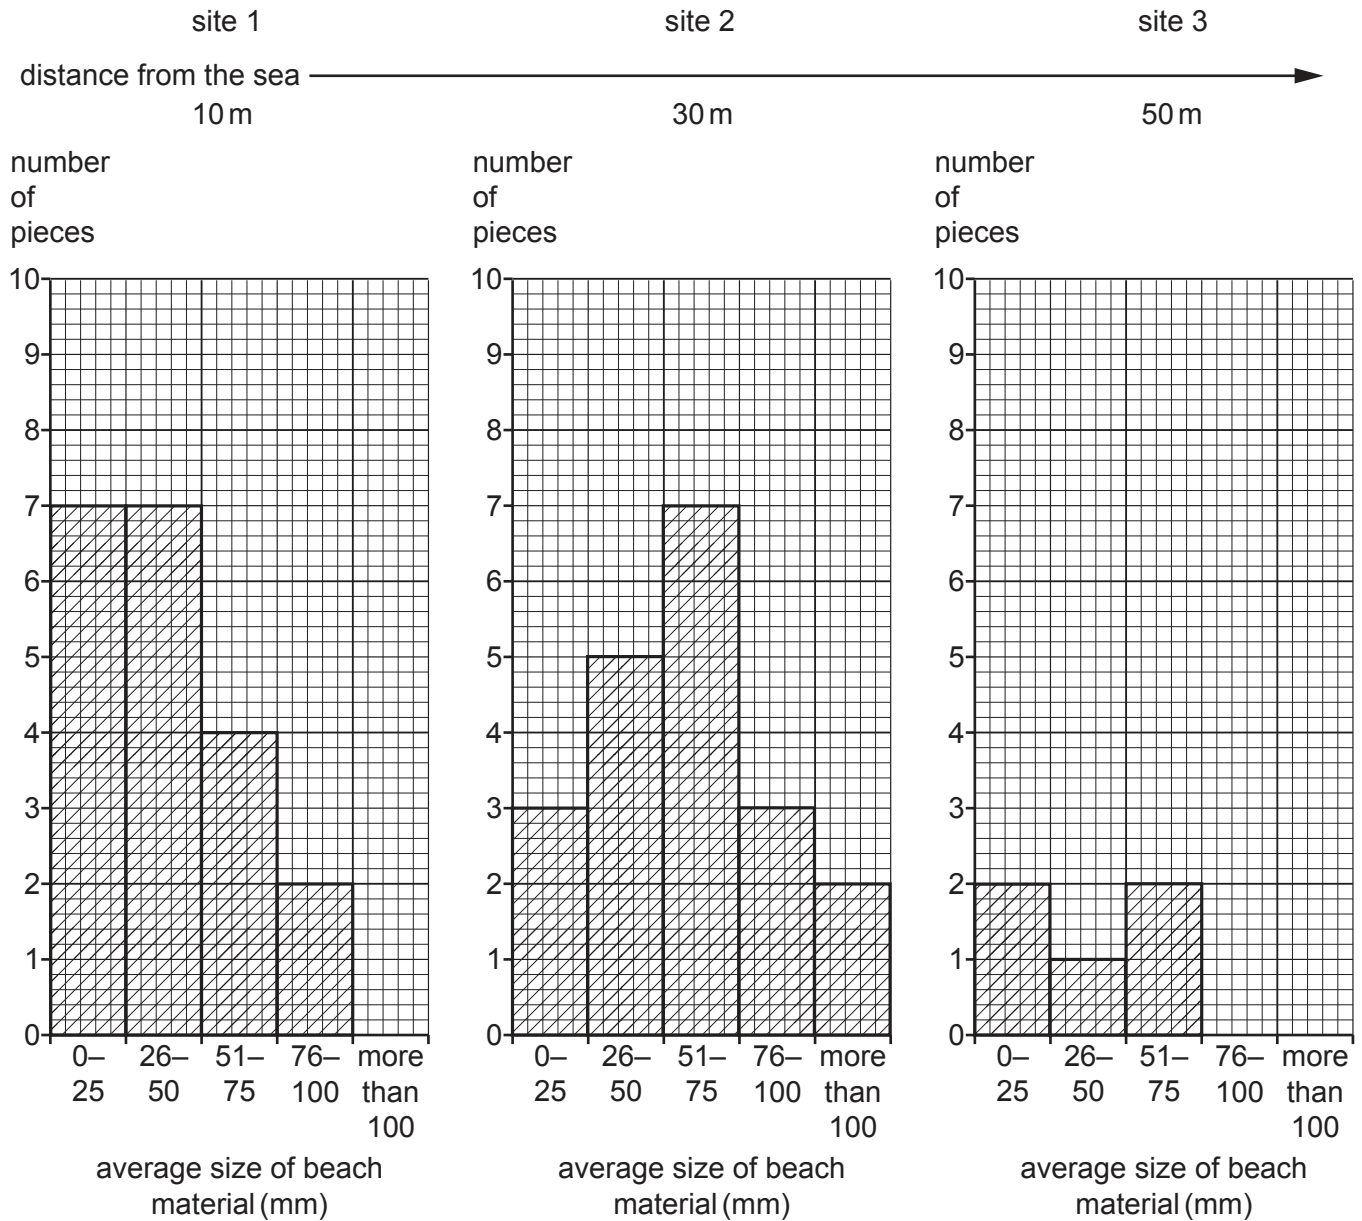 site 1 site 2 site 3
distance from the sea
10 m 30 m 50 m
number
of
pieces
10
9
8
7
6
5
4
3
2
1
0
0–
25
26–
50
51–
75
76–
100
more
than
100
average size of beach
material (mm)
number
of
pieces
10
9
8
7
6
5
4
3
2
1
0
0–
25
26–
50
51–
75
76–
100
more
than
100
average size of beach
material (mm)
number
of
pieces
10
9
8
7
6
5
4
3
2
1
0
0–
25
26–
50
51–
75
76–
100
more
than
100
average size of beach
material (mm)